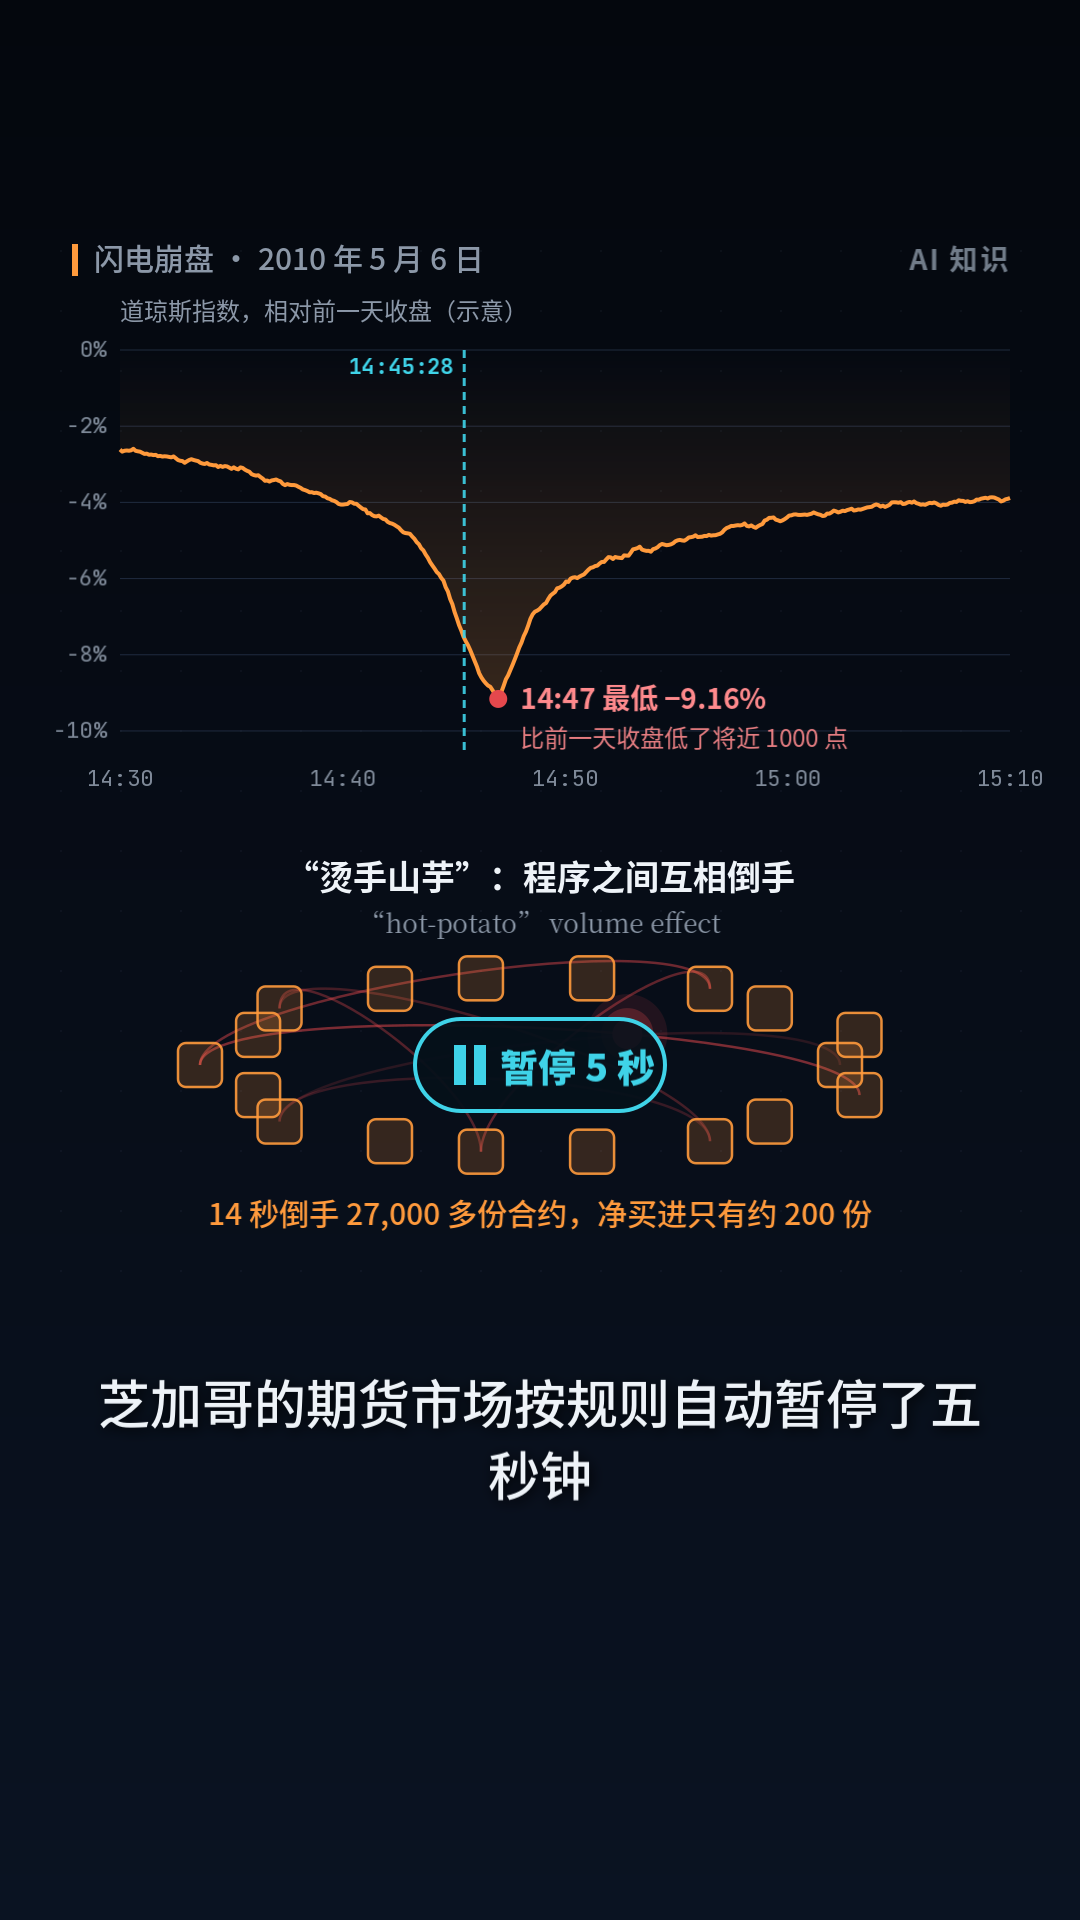 闪电崩盘 · 2010 年 5 月 6 日
AI 知识
道琼斯指数，相对前一天收盘（示意）
0%
14:45:28
-2%
-4%
-6%
-8%
14:47 最低 −9.16%
-10%
比前一天收盘低了将近 1000 点
14:30 14:40 14:50 15:00 15:10
“烫手山芋”：程序之间互相倒手
“hot-potato” volume effect
暂停 5 秒
14 秒倒手 27,000 多份合约，净买进只有约 200 份
芝加哥的期货市场按规则自动暂停了五
秒钟